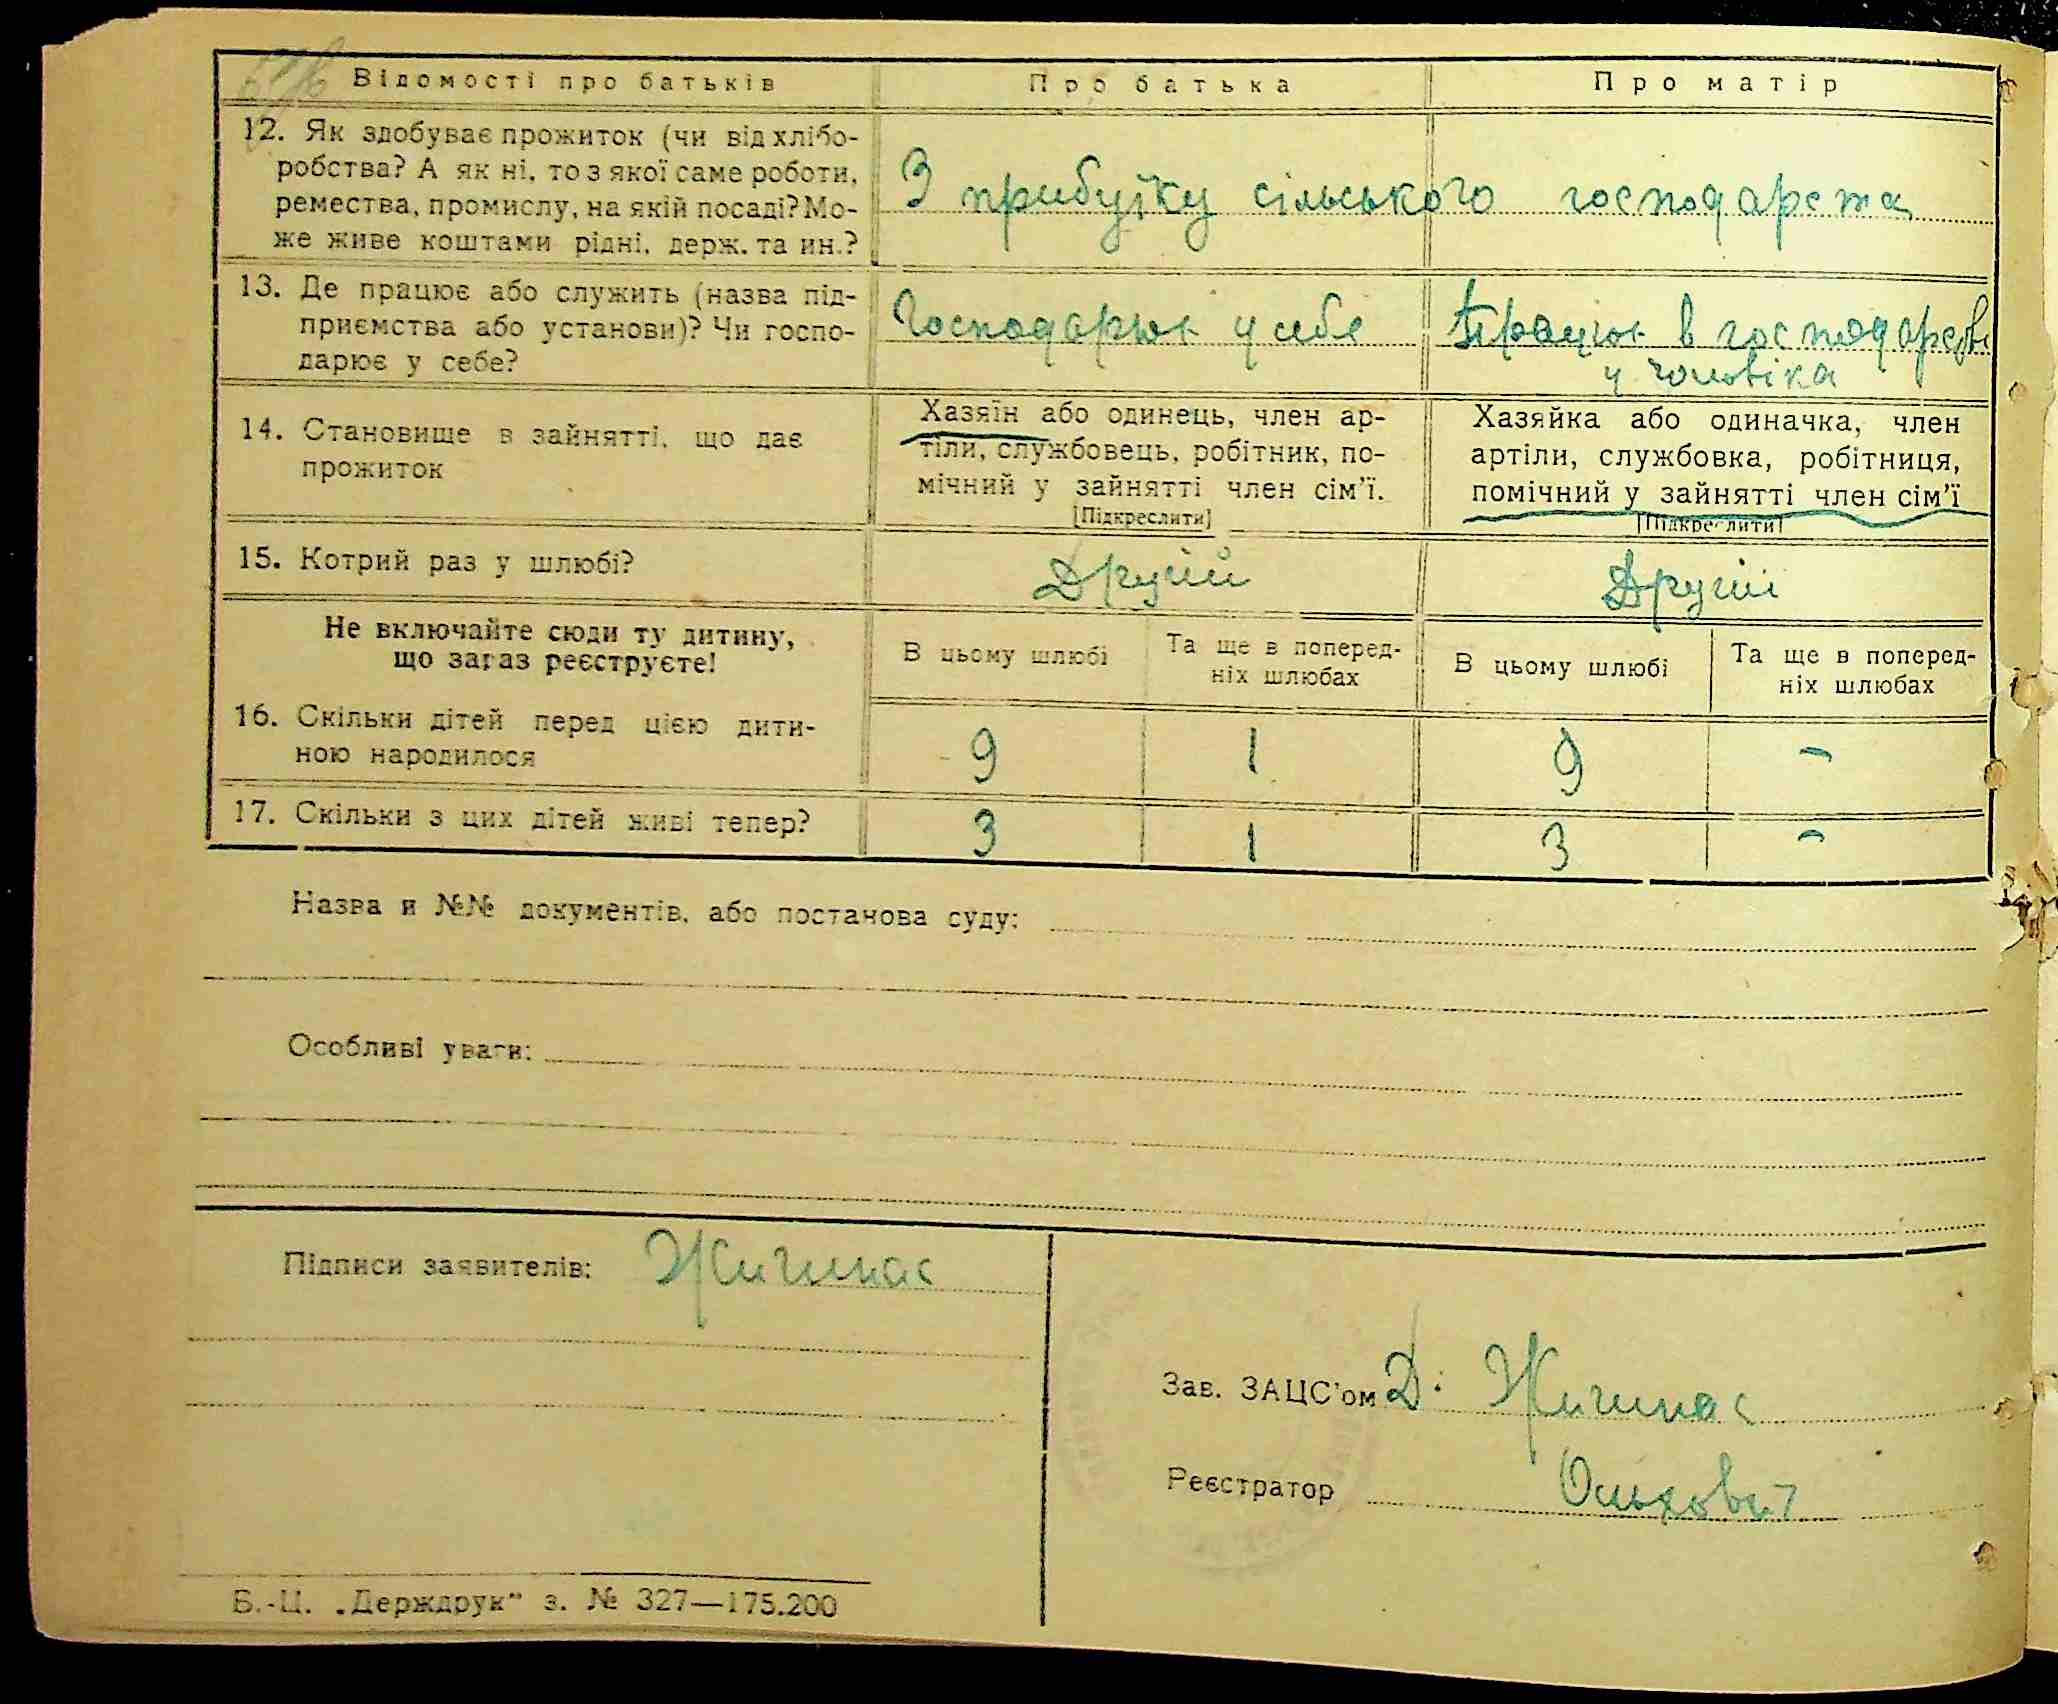 Відомості про батьків Про батька Про матір
12. Як здобуває прожиток (чи від хлібо-
робства? А як ні, то з якої саме роботи,
ремества, промислу, на якій посаді? Мо-
же живе коштами рідні, держ. та ин.?
З прибутку сільського господарста
13. Де працює або служить (назва під-
приємства або установи)? Чи госпо-
дарює у себе?
Господарює у себе
працює в господарстві
у чоловіка
14. Становище в зайнятті, що дає
прожиток
Хазяїн або одинець, член ар-
тіли, службовець, робітник, по-
мічний у зайнятті член сім'ї.
[Підкреслити]
Хазяйка або одиначка, член
артіли, службовка, робітниця,
помічний у зайнятті член сім'ї
[Підкреслити]
15. Котрий раз у шлюбі? Другій Другій
Не включайте сюди ту дитину,
що зараз реєструєте!
В цьому шлюбі
Та ще в поперед-
ніх шлюбах
В цьому шлюбі
Та ще в поперед-
ніх шлюбах
16. Скільки дітей перед цією дити-
ною народилося
9 1 9 -
17. Скільки з цих дітей живі тепер? 3 1 3 -
Назва й №№ документів, або постанова суду:
Особливі уваги:
Підписи заявителів:
Зав. ЗАЦС'ом Д.
Реєстратор
Б.-Ц. „Держдрук" з. № 327—175.200